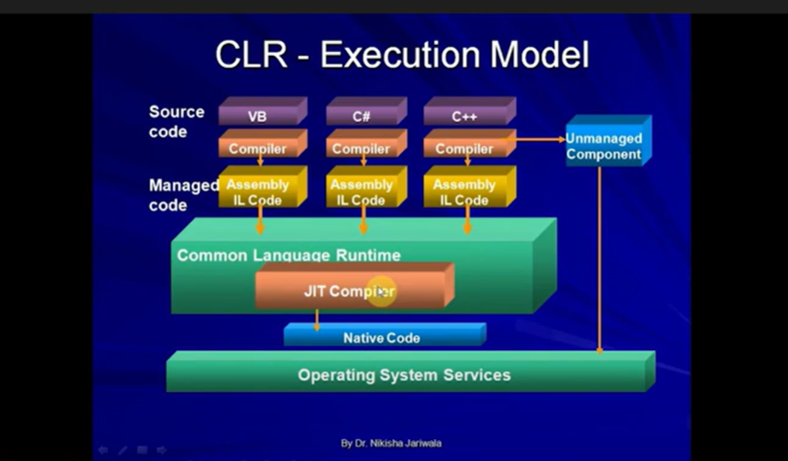 CLR - Execution Model
Source
code
VB
C#
C++
Compiler
Compiler
Compiler
Unmanaged
Component
Managed
code
Assembly
IL Code
Assembly
IL Code
Assembly
IL Code
Common Language Runtime
JIT Compiler
Native Code
Operating System Services
By Dr. Nikisha Jariwala